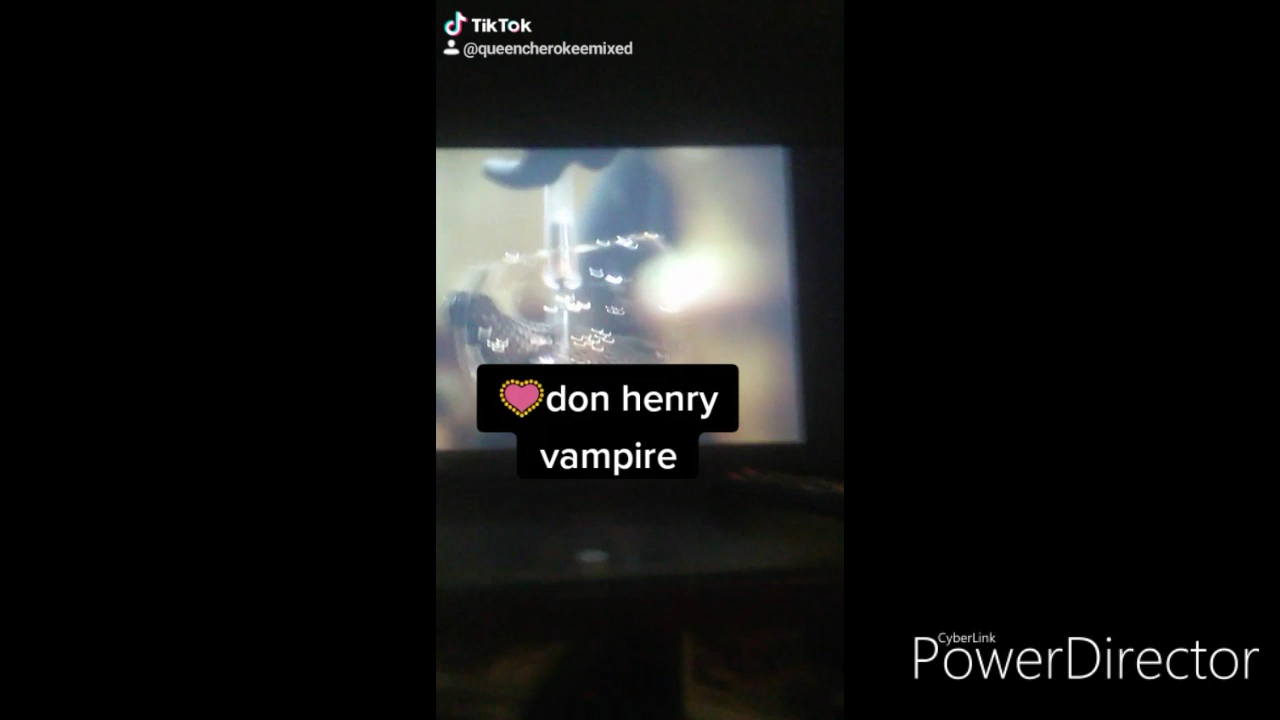 TikTok
@queencherokeemixed
💗don henry
vampire
CyberLink
PowerDirector